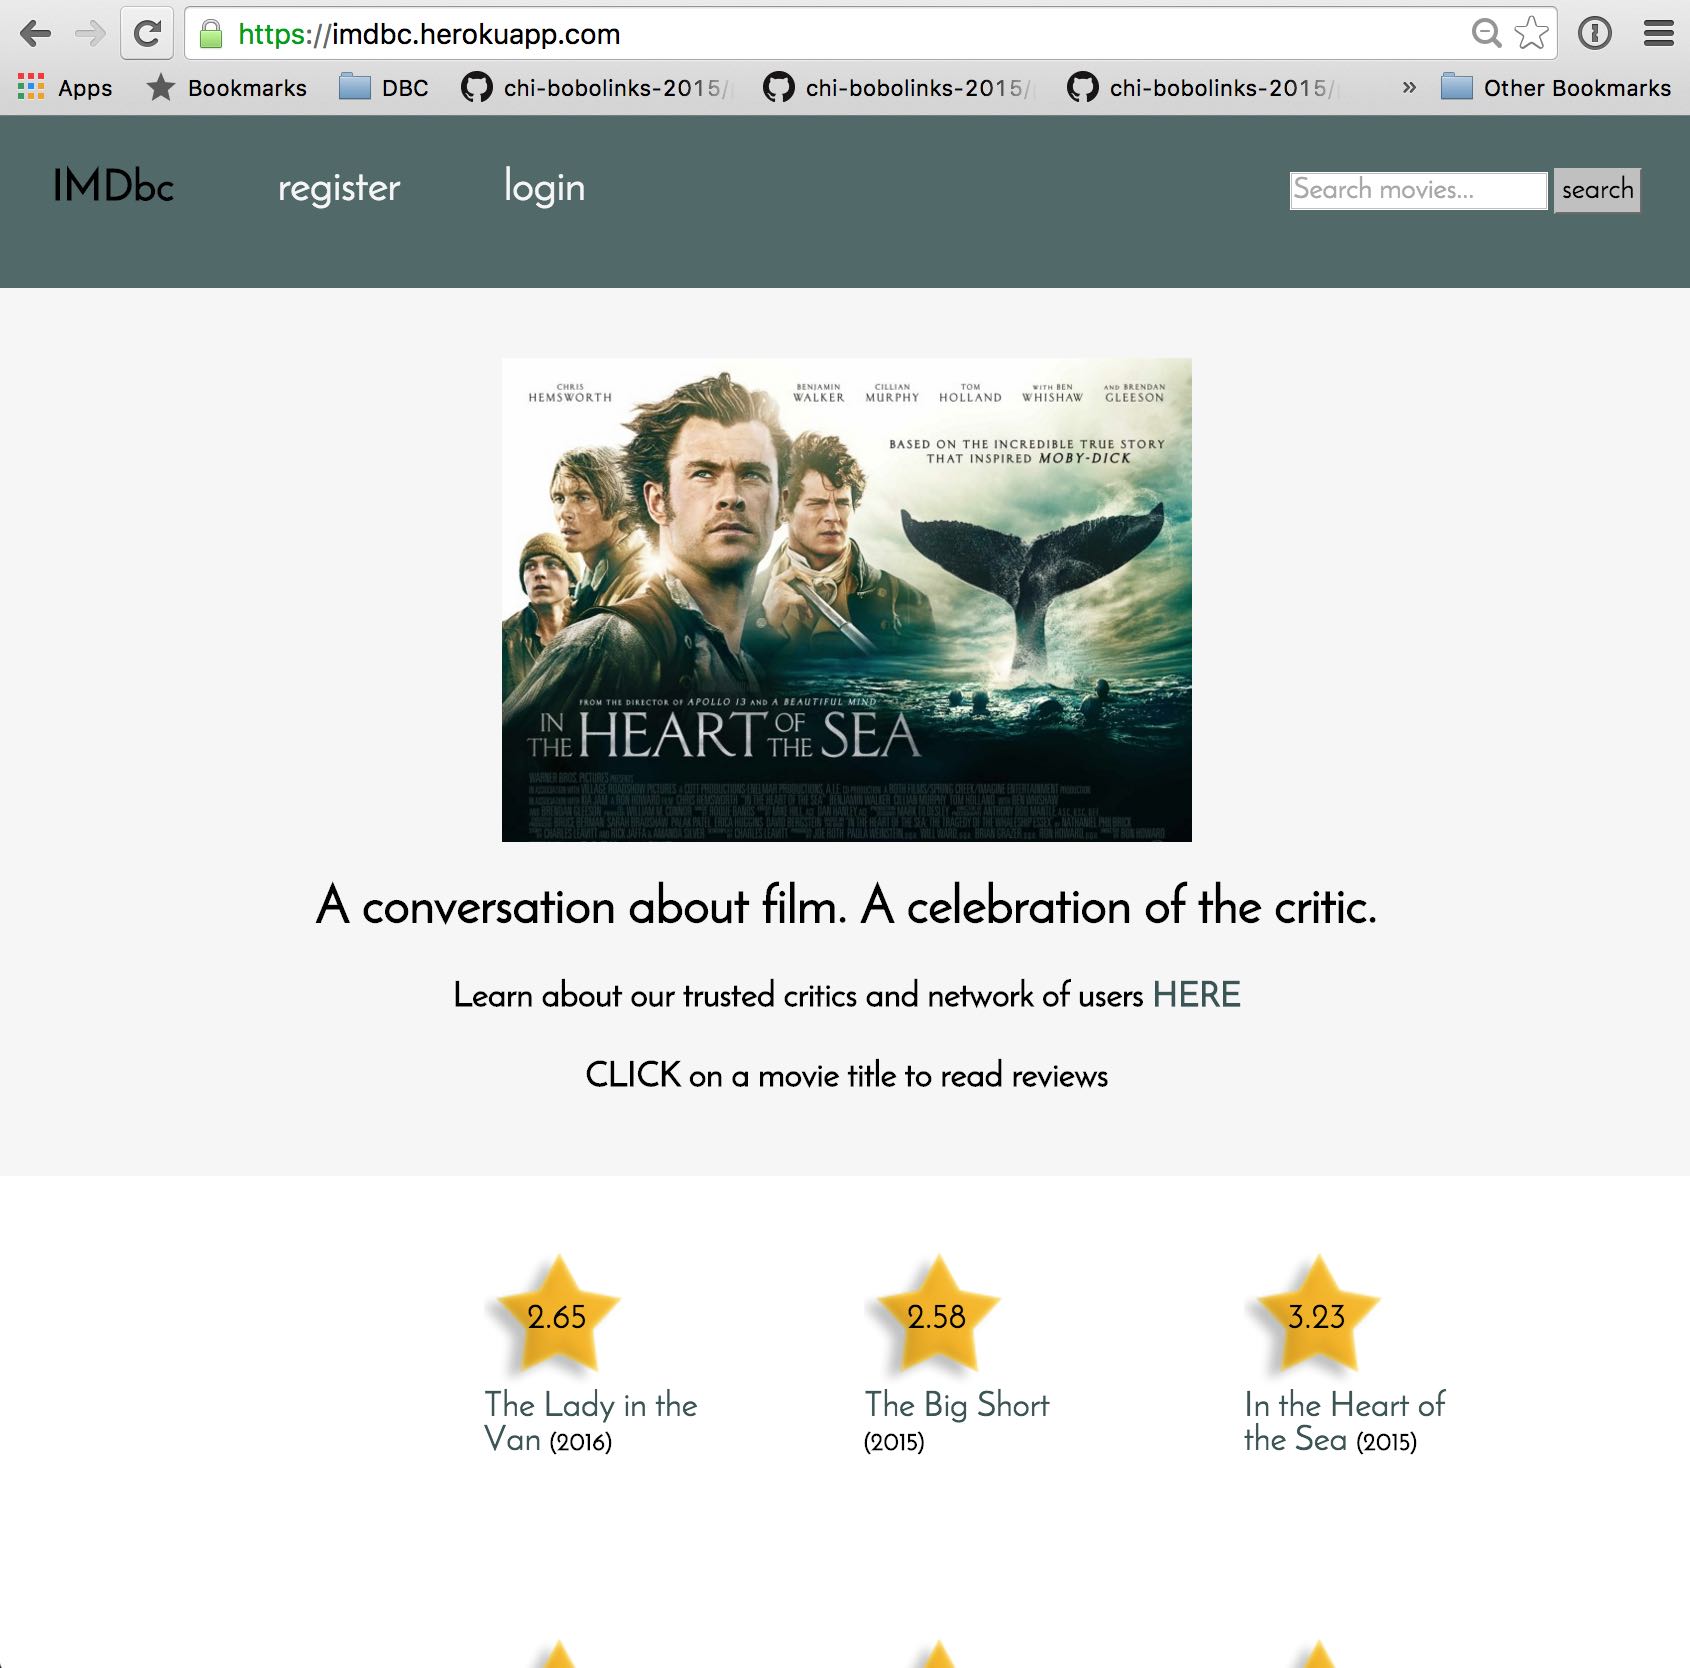 https://imdbc.herokuapp.com
Apps Bookmarks DBC chi-bobolinks-2015/ chi-bobolinks-2015/ chi-bobolinks-2015/ » Other Bookmarks
IMDbc register login Search movies... search
CHRIS HEMSWORTH BENJAMIN WALKER CILLIAN MURPHY TOM HOLLAND WITH BEN WHISHAW AND BRENDAN GLEESON
BASED ON THE INCREDIBLE TRUE STORY
THAT INSPIRED MOBY-DICK
FROM THE DIRECTOR OF APOLLO 13 AND A BEAUTIFUL MIND
IN THE HEART OF THE SEA
WARNER BROS. PICTURES PRESENTS
A conversation about film. A celebration of the critic.
Learn about our trusted critics and network of users HERE
CLICK on a movie title to read reviews
2.65 2.58 3.23
The Lady in the Van (2016)
The Big Short (2015)
In the Heart of the Sea (2015)